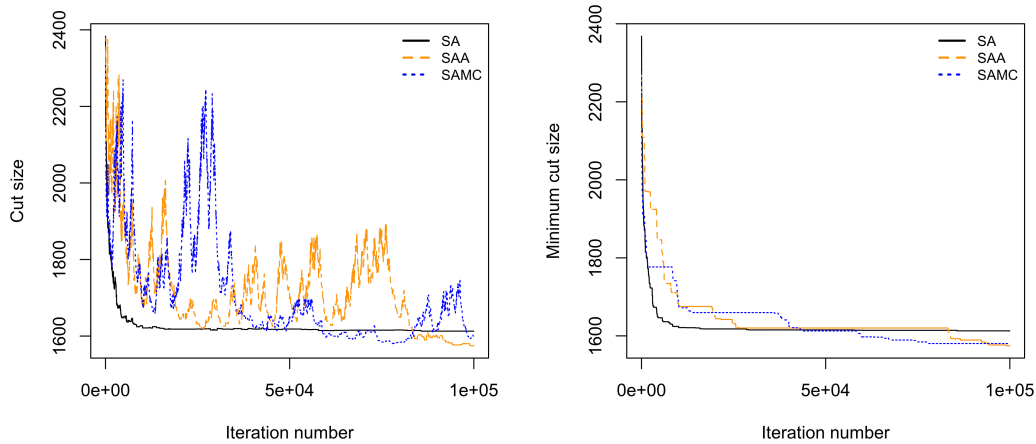 Cut size
2400
2200
2000
1800
1600
SA
SAA
SAMC
0e+00
5e+04
1e+05
Iteration number
Minimum cut size
2400
2200
2000
1800
1600
SA
SAA
SAMC
0e+00
5e+04
1e+05
Iteration number